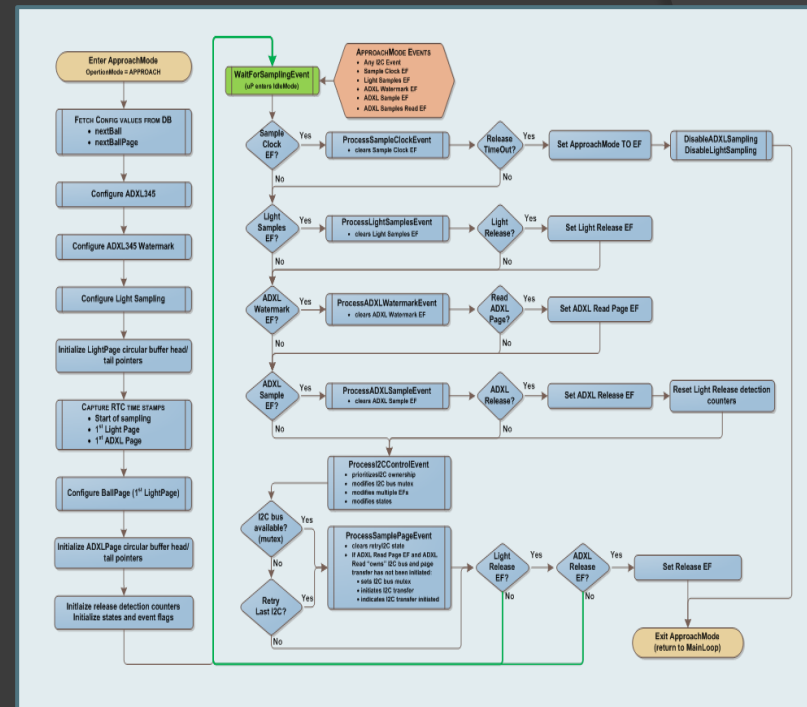 Enter ApproachMode
OpertionMode = APPROACH
FETCH CONFIG VALUES FROM DB
• nextBall
• nextBallPage
Configure ADXL345
Configure ADXL345 Watermark
Configure Light Sampling
Initialize LightPage circular buffer head/
tail pointers
CAPTURE RTC TIME STAMPS
• Start of sampling
• 1st Light Page
• 1st ADXL Page
Configure BallPage (1st LightPage)
Initialize ADXLPage circular buffer head/
tail pointers
Initiaize release detection counters
Initialize states and event flags
WaitForSamplingEvent
(uP enters IdleMode)
APPROACHMODE EVENTS
• Any I2C Event
• Sample Clock EF
• Light Samples EF
• ADXL Watermark EF
• ADXL Sample EF
• ADXL Samples Read EF
Sample
Clock
EF?
Yes
No
ProcessSampleClockEvent
• clears Sample Clock EF
Release
TimeOut?
Yes
No
Set ApproachMode TO EF
DisableADXLSampling
DisableLightSampling
Light
Samples
EF?
Yes
No
ProcessLightSamplesEvent
• clears Light Samples EF
Light
Release?
Yes
No
Set Light Release EF
ADXL
Watermark
EF?
Yes
No
ProcessADXLWatermarkEvent
• clears ADXL Watermark EF
Read
ADXL
Page?
Yes
No
Set ADXL Read Page EF
ADXL
Sample
EF?
Yes
No
ProcessADXLSampleEvent
• clears ADXL Sample EF
ADXL
Release?
Yes
No
Set ADXL Release EF
Reset Light Release detection
counters
ProcessI2CControlEvent
• prioritizesI2C ownership
• modifies I2C bus mutex
• modifies multiple EFs
• modifies states
I2C bus
available?
(mutex)
Yes
No
Retry
Last I2C?
Yes
No
ProcessSamplePageEvent
• clears retryI2C state
• If ADXL Read Page EF and ADXL
Read "owns" I2C bus and page
transfer has not been initiated:
• sets I2C bus mutex
• initiates I2C transfer
• indicates I2C transfer initiated
Light
Release
EF?
Yes
No
ADXL
Release
EF?
Yes
No
Set Release EF
Exit ApproachMode
(return to MainLoop)